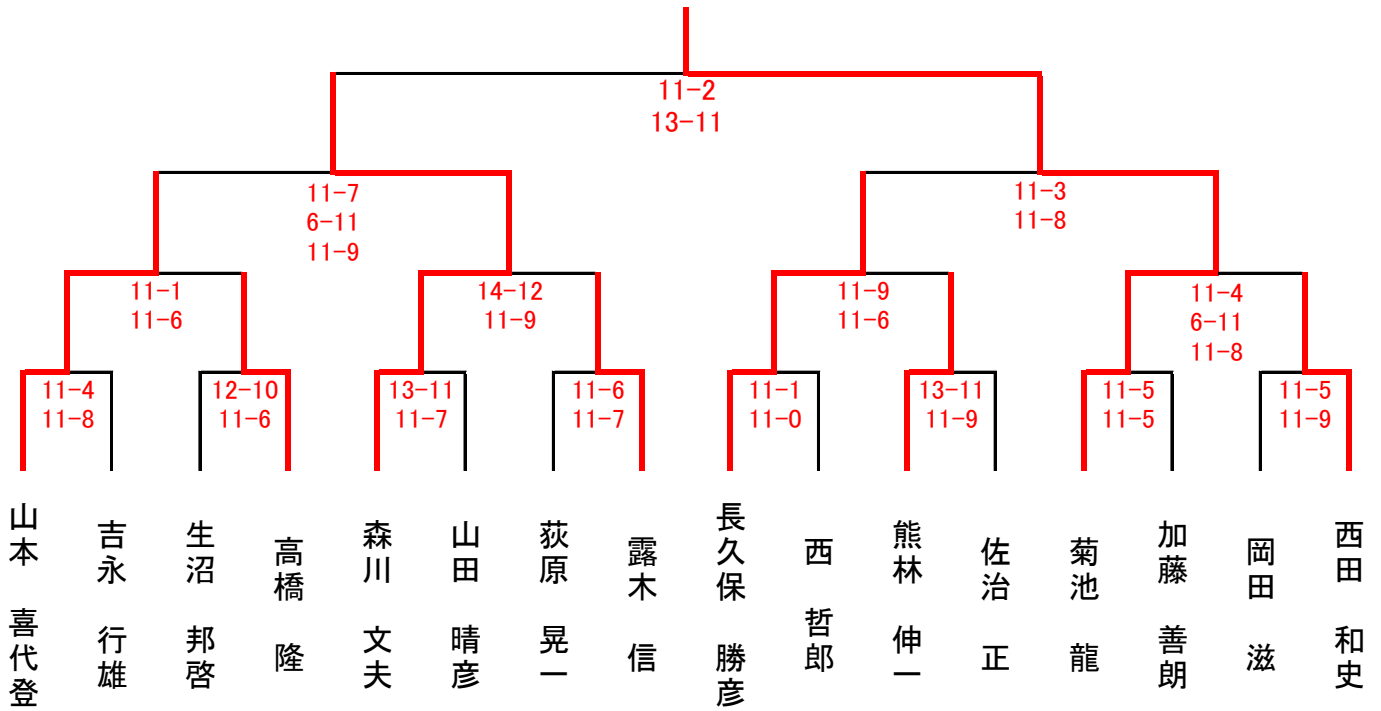 11-2
13-11
11-7
6-11
11-9
11-3
11-8
11-1
11-6
14-12
11-9
11-9
11-6
11-4
6-11
11-8
11-4
11-8
12-10
11-6
13-11
11-7
11-6
11-7
11-1
11-0
13-11
11-9
11-5
11-5
11-5
11-9
山本 喜代登
吉永 行雄
生沼 邦啓
高橋 隆
森川 文夫
山田 晴彦
荻原 晃一
露木 信
長久保 勝彦
西 哲郎
熊林 伸一
佐治 正
菊池 龍
加藤 善朗
岡田 滋
西田 和史